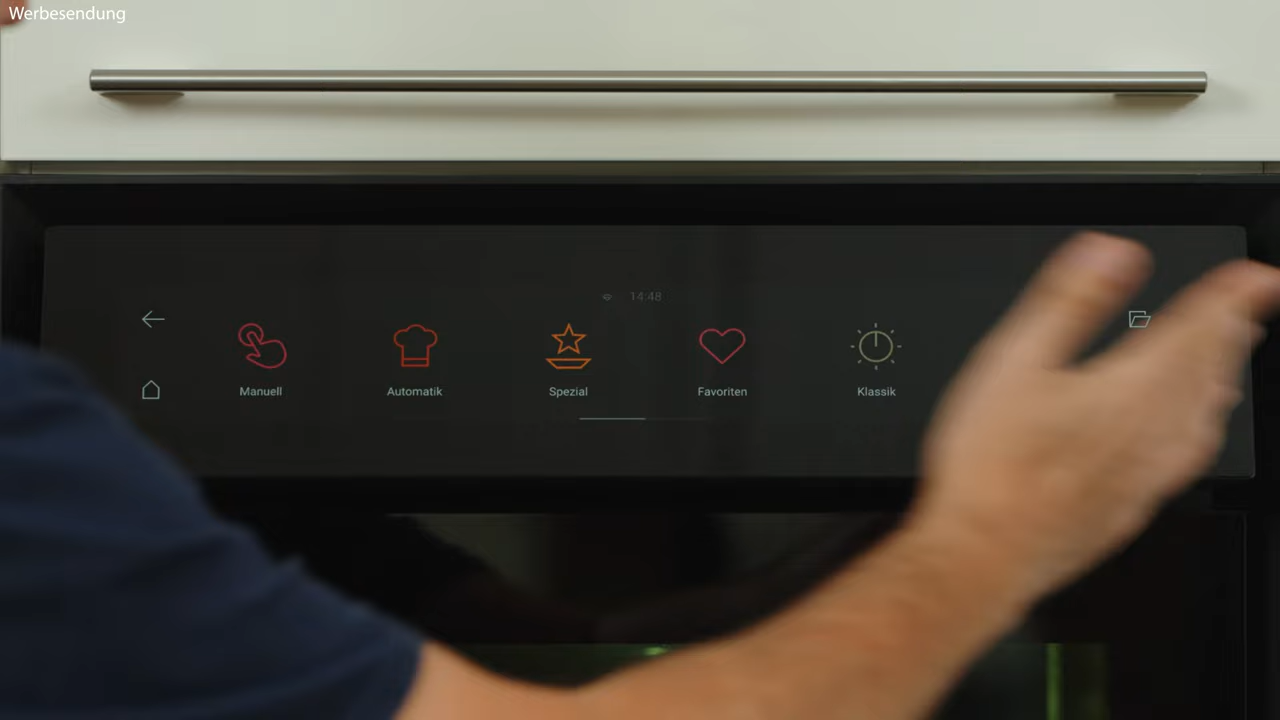 Werbesendung
14:48
Manuell
Automatik
Spezial
Favoriten
Klassik